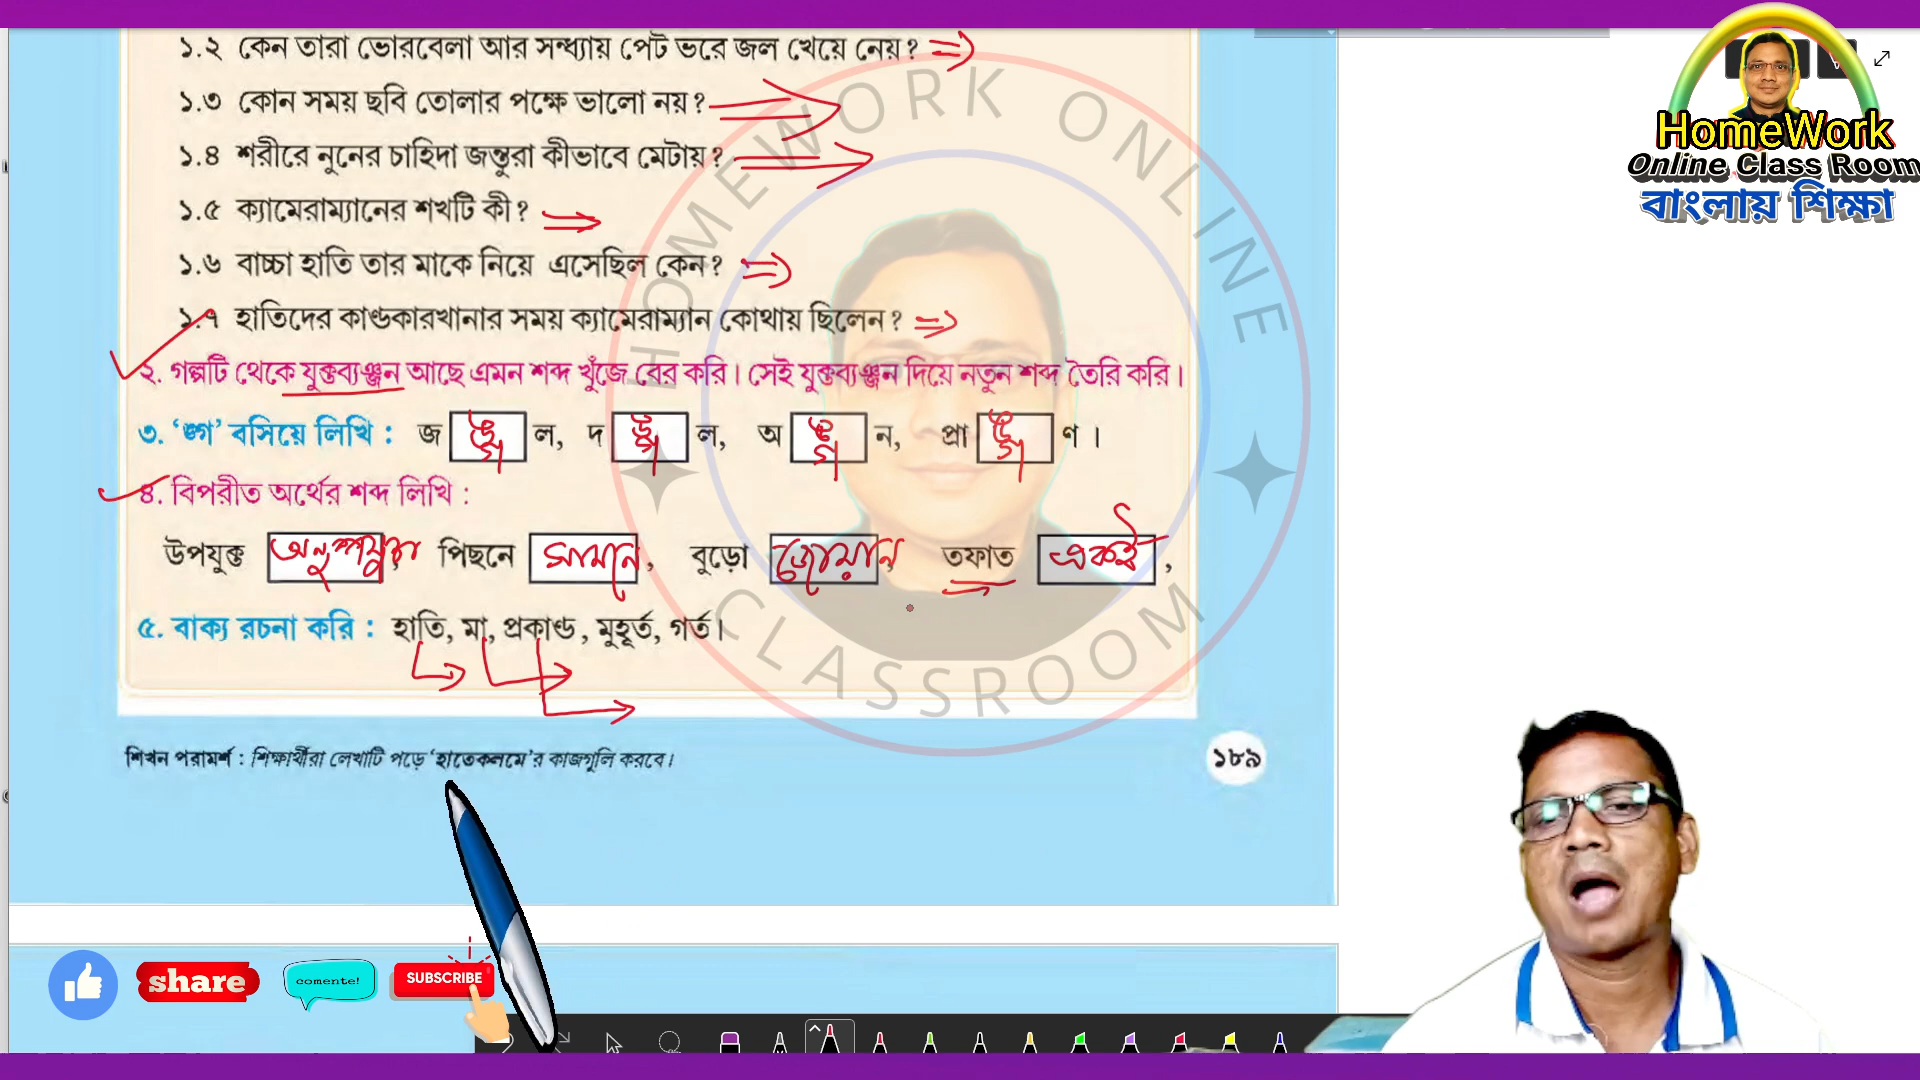 ১.২ কেন তারা ভোরবেলা আর সন্ধ্যায় পেট ভরে জল খেয়ে নেয়?
১.৩ কোন সময় ছবি তোলার পক্ষে ভালো নয়?
১.৪ শরীরে নুনের চাহিদা জন্তুরা কীভাবে মেটায়?
১.৫ ক্যামেরাম্যানের শখটি কী?
১.৬ বাচ্চা হাতি তার মাকে নিয়ে এসেছিল কেন?
১.৭ হাতিদের কাণ্ডকারখানার সময় ক্যামেরাম্যান কোথায় ছিলেন?
২. গল্পটি থেকে যুক্তব্যঞ্জন আছে এমন শব্দ খুঁজে বের করি। সেই যুক্তব্যঞ্জন দিয়ে নতুন শব্দ তৈরি করি।
৩. ‘ঙ্গ’ বসিয়ে লিখি : জ ঙ্গ ল, দ ঙ্গ ল, অ ঙ্গ ন, প্রা ঙ্গ ণ।
৪. বিপরীত অর্থের শব্দ লিখি :
উপযুক্ত অনুপযুক্ত, পিছনে সামনে, বুড়ো জোয়ান, তফাত একই,
৫. বাক্য রচনা করি : হাতি, মা, প্রকাণ্ড, মুহূর্ত, গর্ত।
শিখন পরামর্শ : শিক্ষার্থীরা লেখাটি পড়ে ‘হাতেকলমে’র কাজগুলি করবে।
১৮৯
HOMEWORK ONLINE
CLASSROOM
HomeWork
Online Class Room
বাংলায় শিক্ষা
share
comente!
SUBSCRIBE